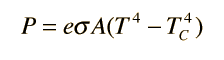 P = eσA(T⁴ − T_C⁴)